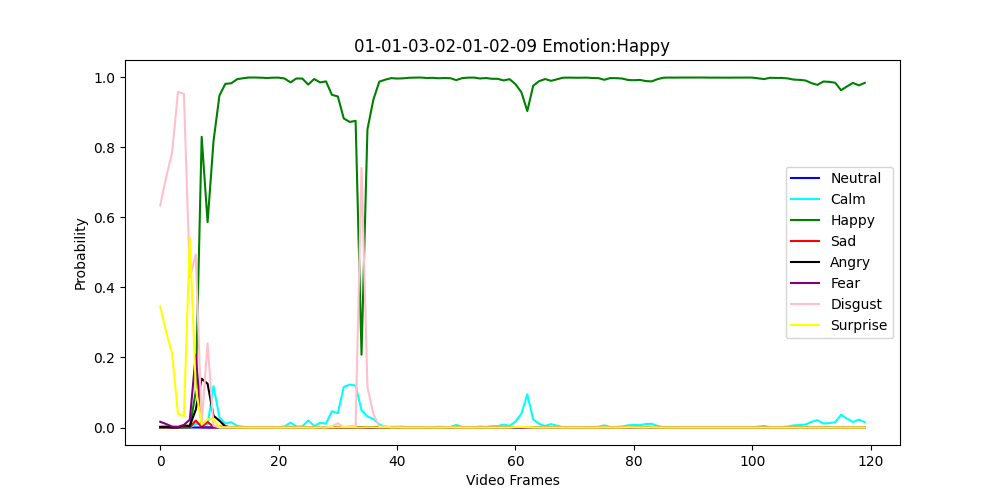 01-01-03-02-01-02-09 Emotion:Happy
Probability
1.0
0.8
0.6
0.4
0.2
0.0
Neutral
Calm
Happy
Sad
Angry
Fear
Disgust
Surprise
0 20 40 60 80 100 120
Video Frames